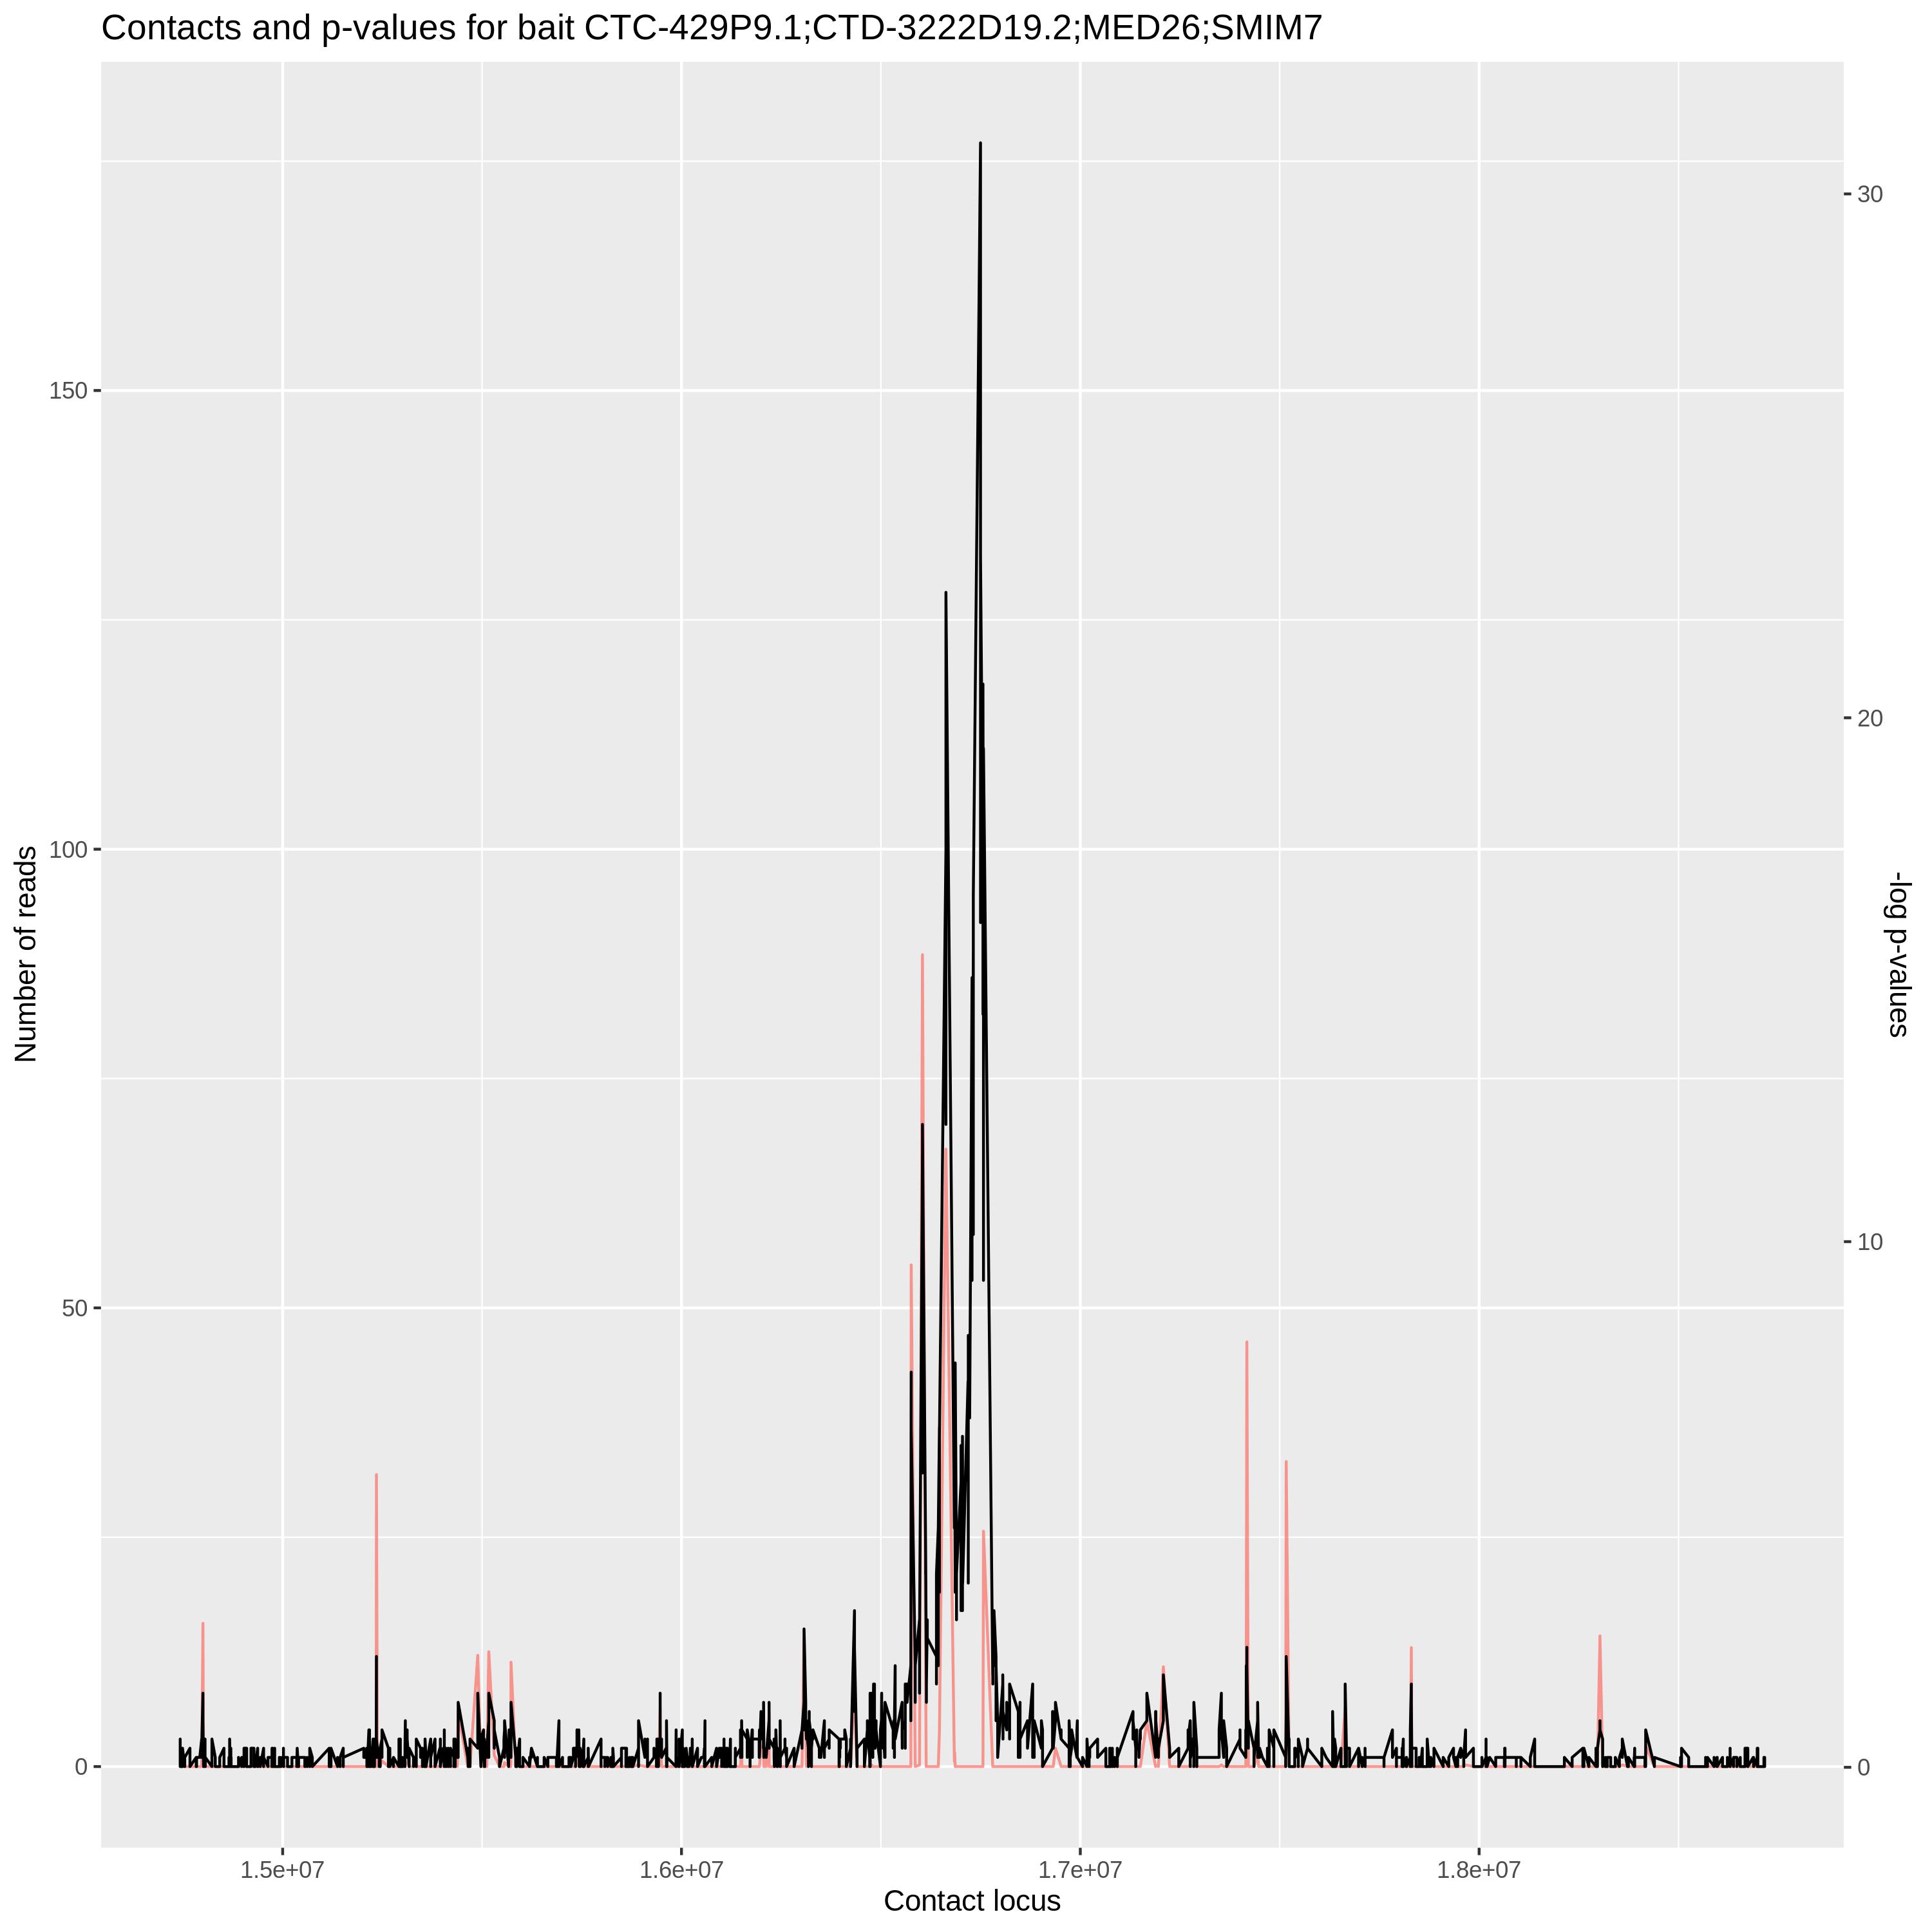 Contacts and p-values for bait CTC-429P9.1;CTD-3222D19.2;MED26;SMIM7
Number of reads
150
100
50
0
30
20
10
0
-log p-values
1.5e+07 1.6e+07 1.7e+07 1.8e+07
Contact locus